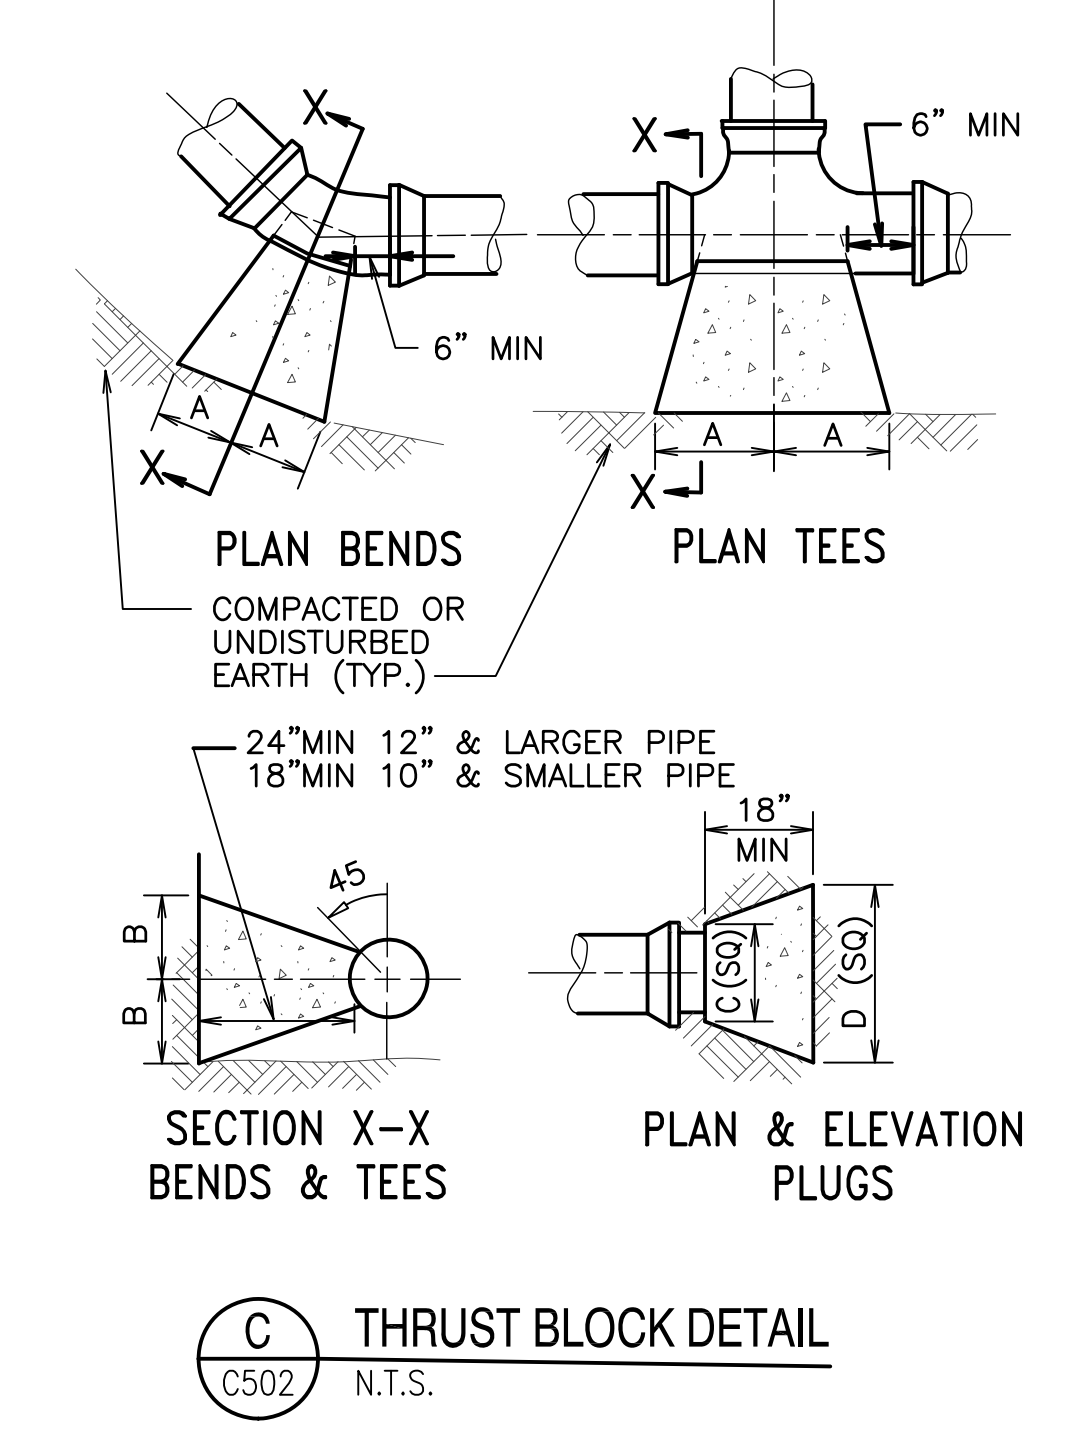 X
X
6” MIN
6” MIN
A
A
A
A
X
X
PLAN BENDS
PLAN TEES
COMPACTED OR
UNDISTURBED
EARTH (TYP.)
24”MIN 12” & LARGER PIPE
18”MIN 10” & SMALLER PIPE
18”
MIN
45
B
B
C (SQ)
D (SQ)
SECTION X-X
BENDS & TEES
PLAN & ELEVATION
PLUGS
C
THRUST BLOCK DETAIL
C502
N.T.S.